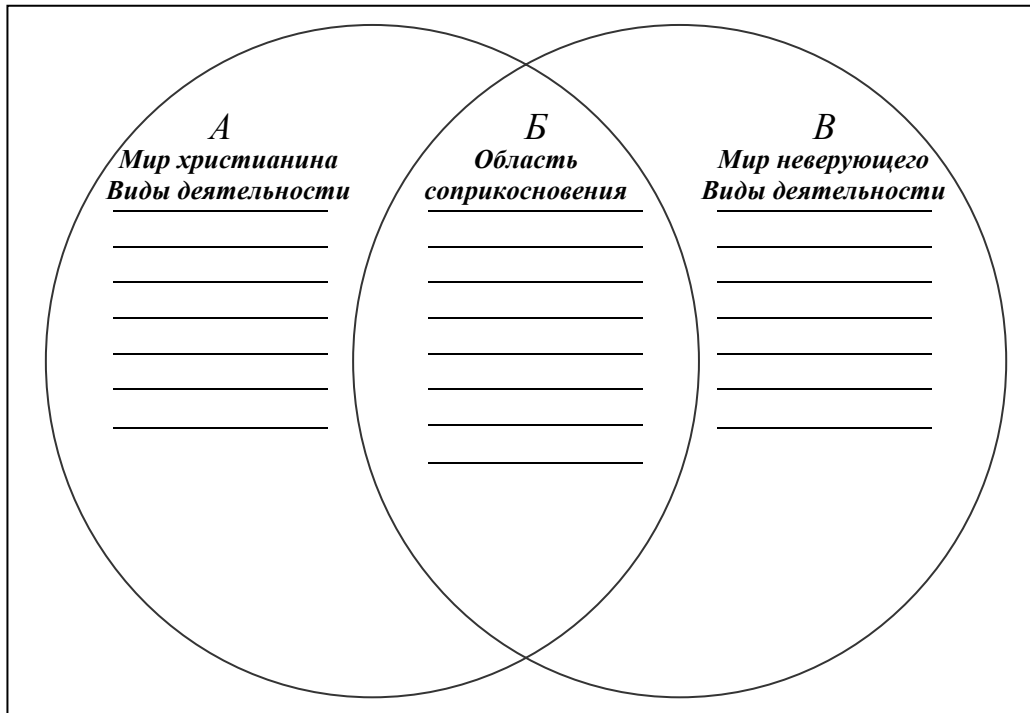 А
Мир христианина
Виды деятельности
Б
Область
соприкосновения
В
Мир неверующего
Виды деятельности